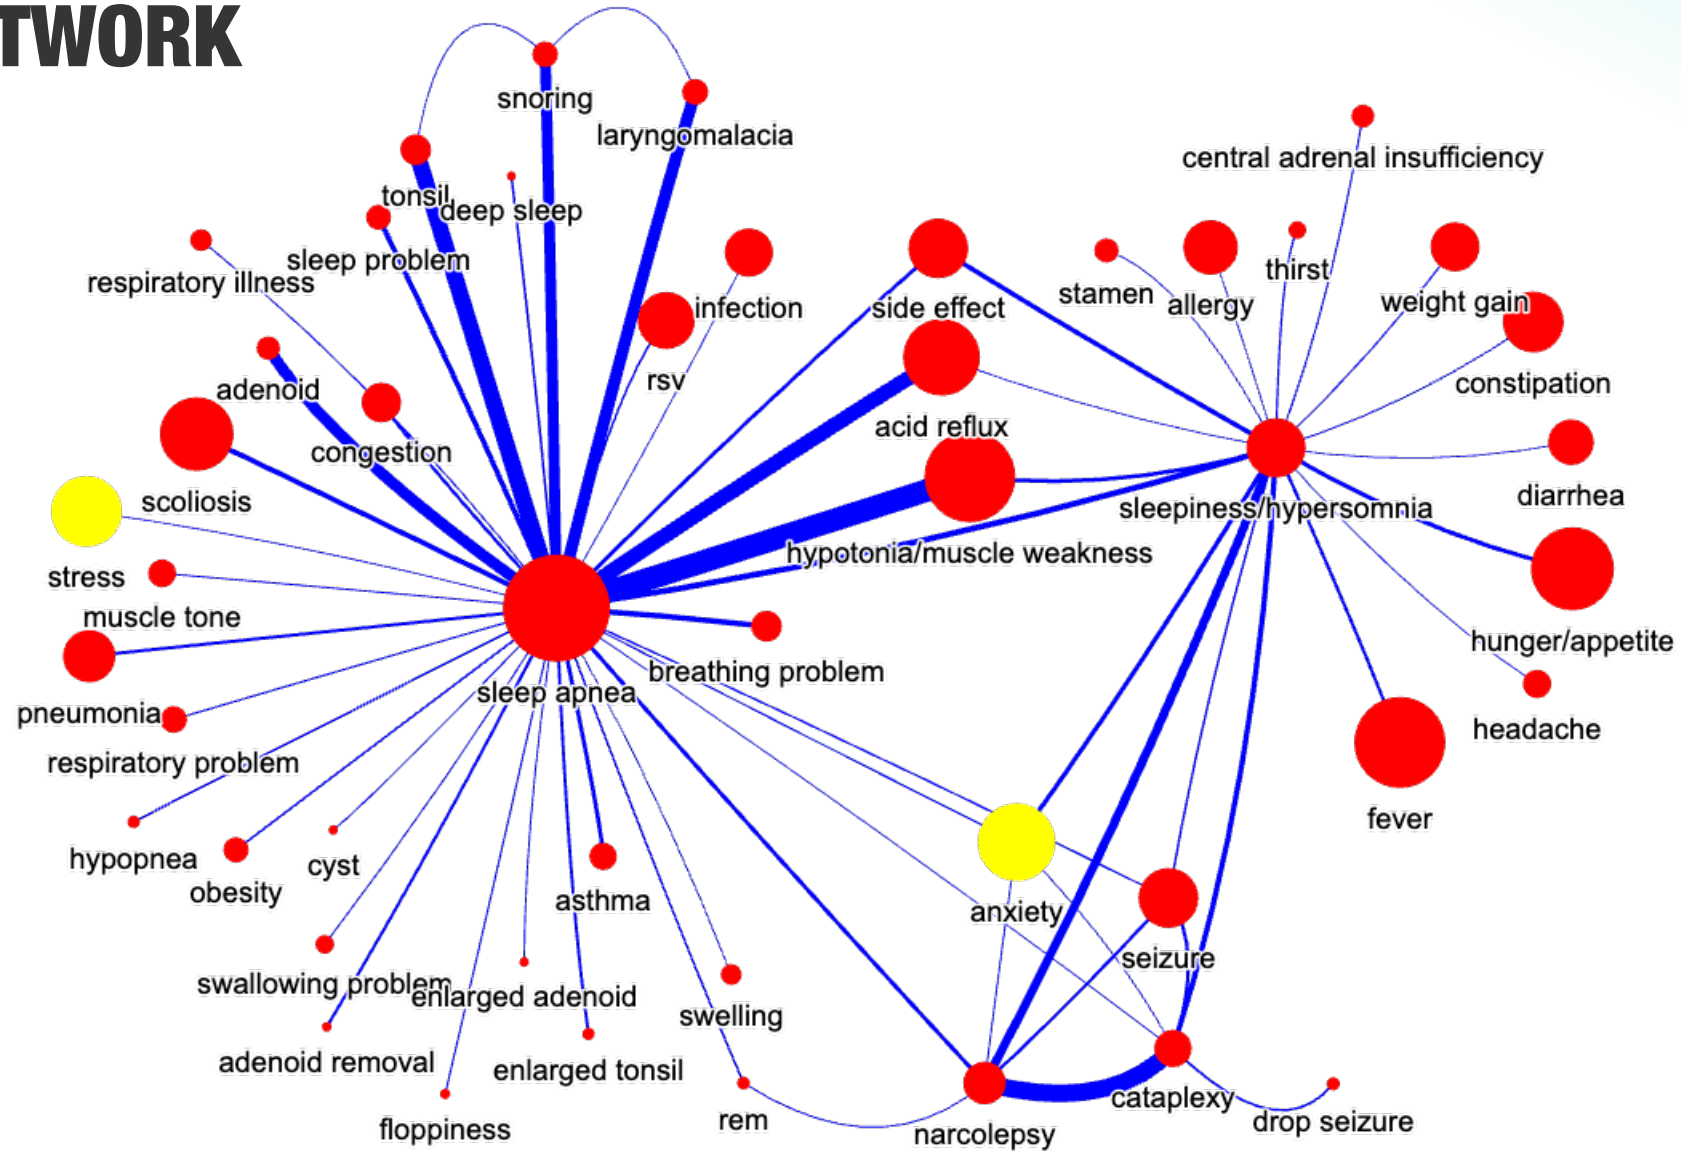 TWORK
snoring
laryngomalacia
central adrenal insufficiency
tonsil
deep sleep
sleep problem
respiratory illness
infection
side effect
stamen
allergy
thirst
weight gain
rsv
adenoid
constipation
acid reflux
congestion
scoliosis
sleepiness/hypersomnia
diarrhea
hypotonia/muscle weakness
stress
muscle tone
hunger/appetite
breathing problem
sleep apnea
pneumonia
headache
respiratory problem
fever
hypopnea
cyst
obesity
asthma
anxiety
seizure
swallowing problem
enlarged adenoid
swelling
adenoid removal
enlarged tonsil
cataplexy
drop seizure
rem
floppiness
narcolepsy